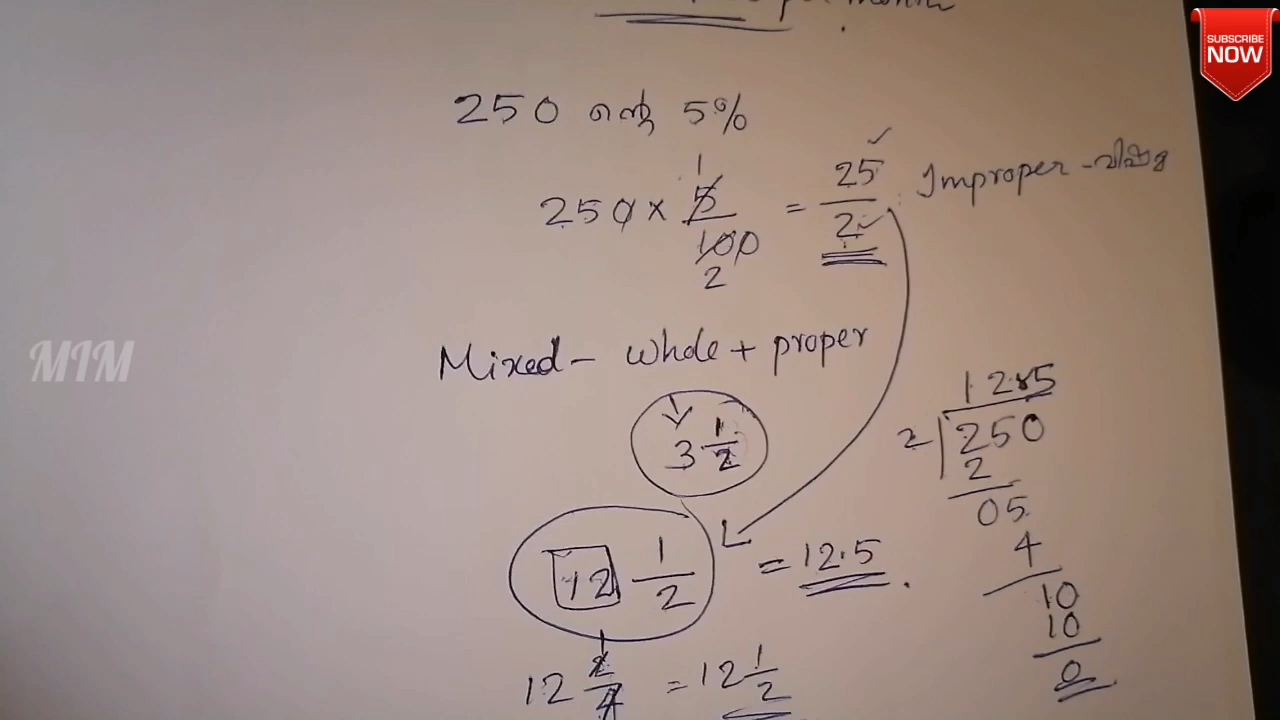 SUBSCRIBE
NOW
250 ന്റെ 5%
1
250 × 5/100 = 25/2 Improper - വിഷമ
2
MIM
Mixed - whole + proper
3 1/2
12 1/2 = 12.5
1
12 2/4 = 12 1/2
12.5
2 250
2
05
4
10
10
0